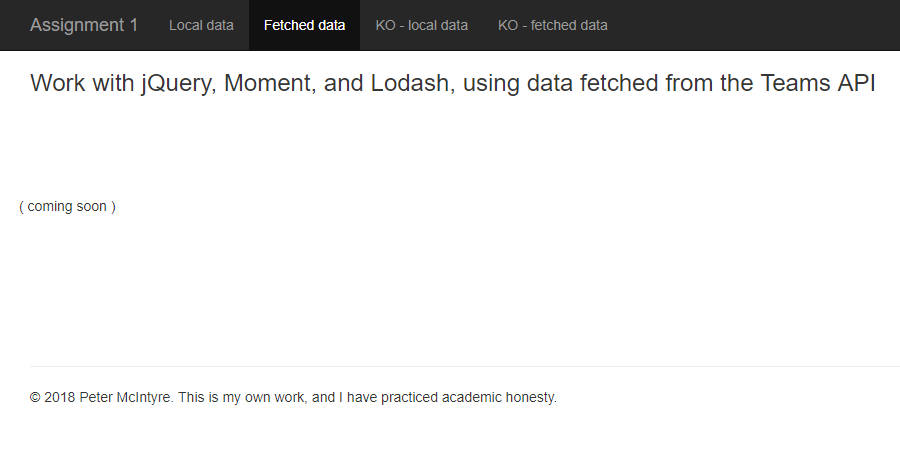 Assignment 1 Local data Fetched data KO - local data KO - fetched data
Work with jQuery, Moment, and Lodash, using data fetched from the Teams API
( coming soon )
© 2018 Peter McIntyre. This is my own work, and I have practiced academic honesty.